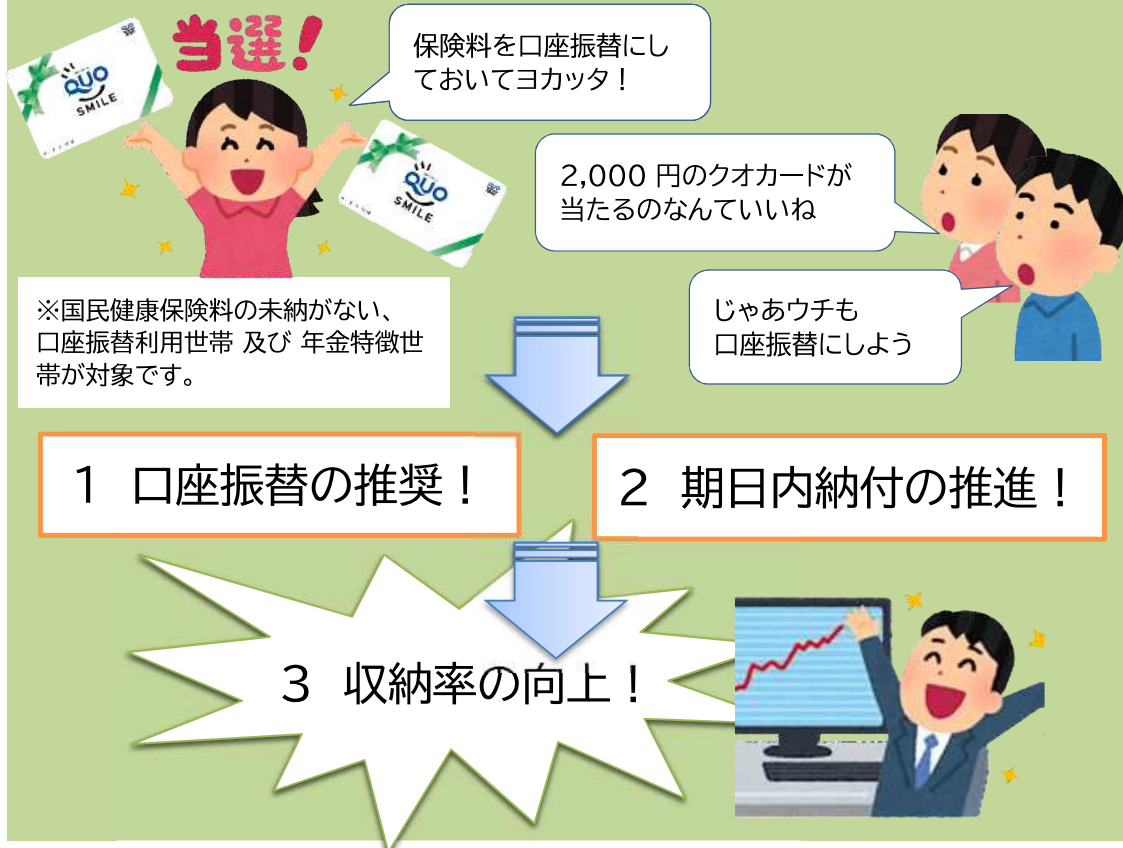 当選!
QUO
SMILE
QUO
SMILE
保険料を口座振替にし
ておいてヨカッタ!
2,000 円のクオカードが
当たるのなんていいね
じゃあウチも
口座振替にしよう
※国民健康保険料の未納がない、
口座振替利用世帯 及び 年金特徴世
帯が対象です。
1 口座振替の推奨!
2 期日内納付の推進!
3 収納率の向上!